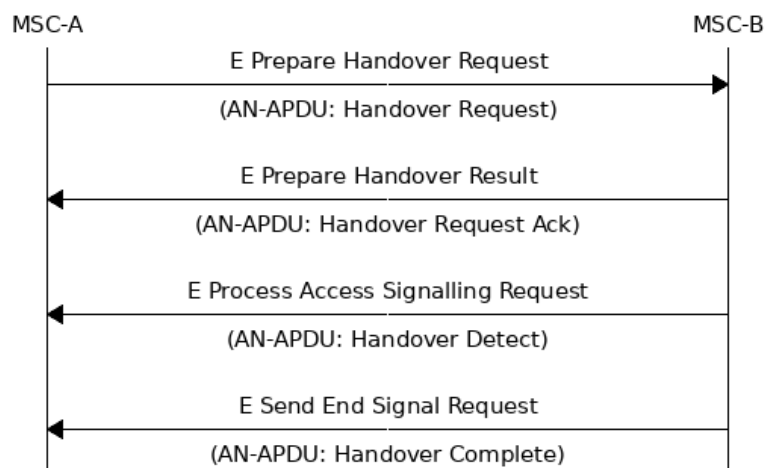 MSC-A
MSC-B
E Prepare Handover Request
(AN-APDU: Handover Request)
E Prepare Handover Result
(AN-APDU: Handover Request Ack)
E Process Access Signalling Request
(AN-APDU: Handover Detect)
E Send End Signal Request
(AN-APDU: Handover Complete)